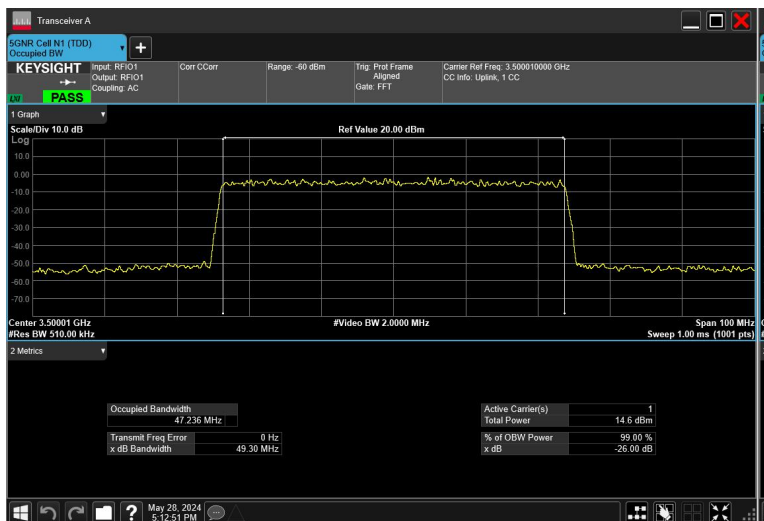 Transceiver A
5GNR Cell N1 (TDD)
Occupied BW
KEYSIGHT
LXI
PASS
Input: RFIO1
Output: RFIO1
Coupling: AC
Corr CCorr
Range: -60 dBm
Trig: Prot Frame
Aligned
Gate: FFT
Carrier Ref Freq: 3.500010000 GHz
CC Info: Uplink, 1 CC
1 Graph
Scale/Div 10.0 dB
Ref Value 20.00 dBm
Log
10.0
0.00
-10.0
-20.0
-30.0
-40.0
-50.0
-60.0
-70.0
Center 3.50001 GHz
#Video BW 2.0000 MHz
Span 100 MHz
#Res BW 510.00 kHz
Sweep 1.00 ms (1001 pts)
2 Metrics
Occupied Bandwidth
47.236 MHz
Transmit Freq Error 0 Hz
x dB Bandwidth 49.30 MHz
Active Carrier(s) 1
Total Power 14.6 dBm
% of OBW Power 99.00 %
x dB -26.00 dB
?
May 28, 2024
5:12:51 PM